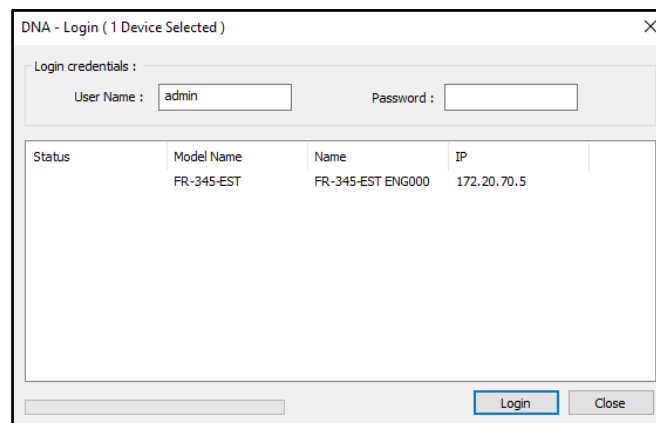 DNA - Login ( 1 Device Selected )
Login credentials :
User Name : admin Password :
Status Model Name Name IP
FR-345-EST FR-345-EST ENG000 172.20.70.5
Login Close